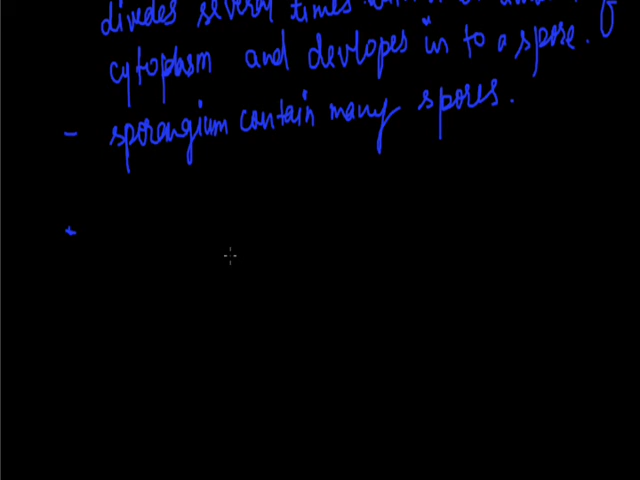 divides several times
cytoplasm and devlopes in to a spore.
- sporangium contain many spores.